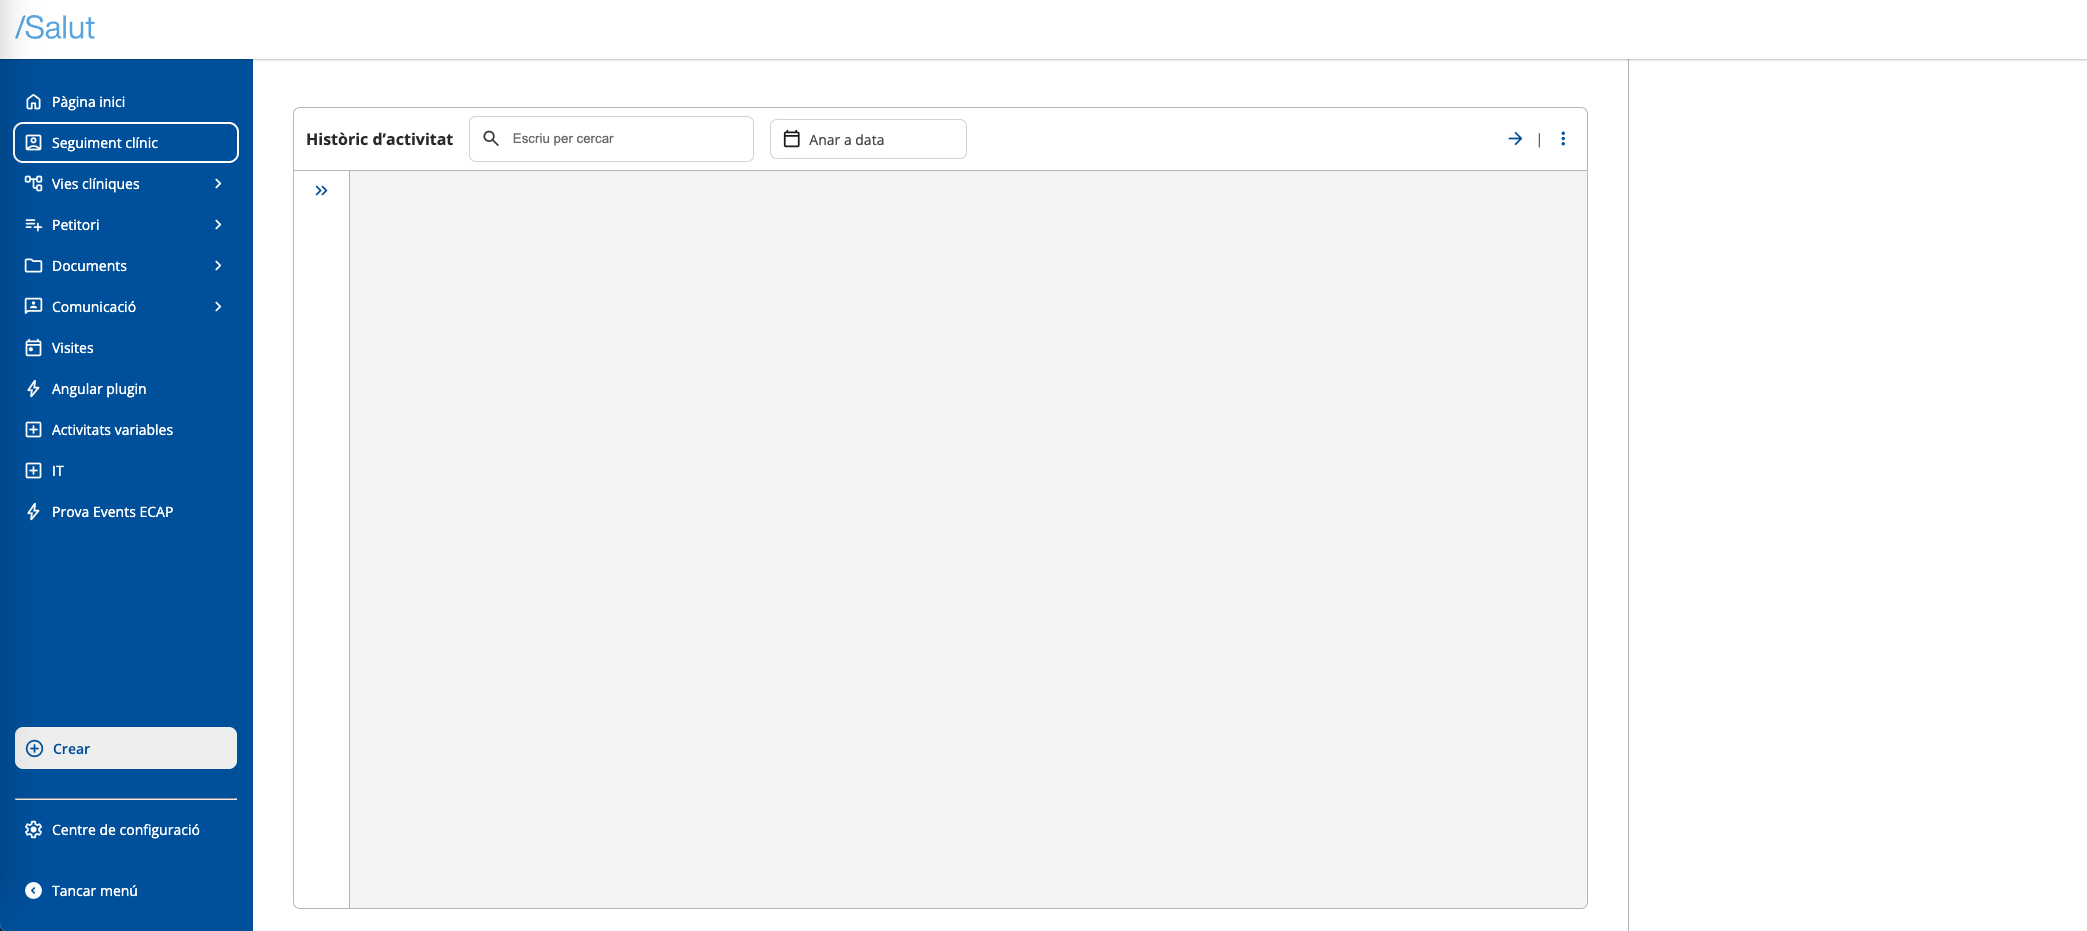 /Salut
Pàgina inici
Seguiment clínic
Vies clíniques
Petitori
Documents
Comunicació
Visites
Angular plugin
Activitats variables
IT
Prova Events ECAP
Crear
Centre de configuració
Tancar menú
Històric d’activitat
Escriu per cercar
Anar a data
|